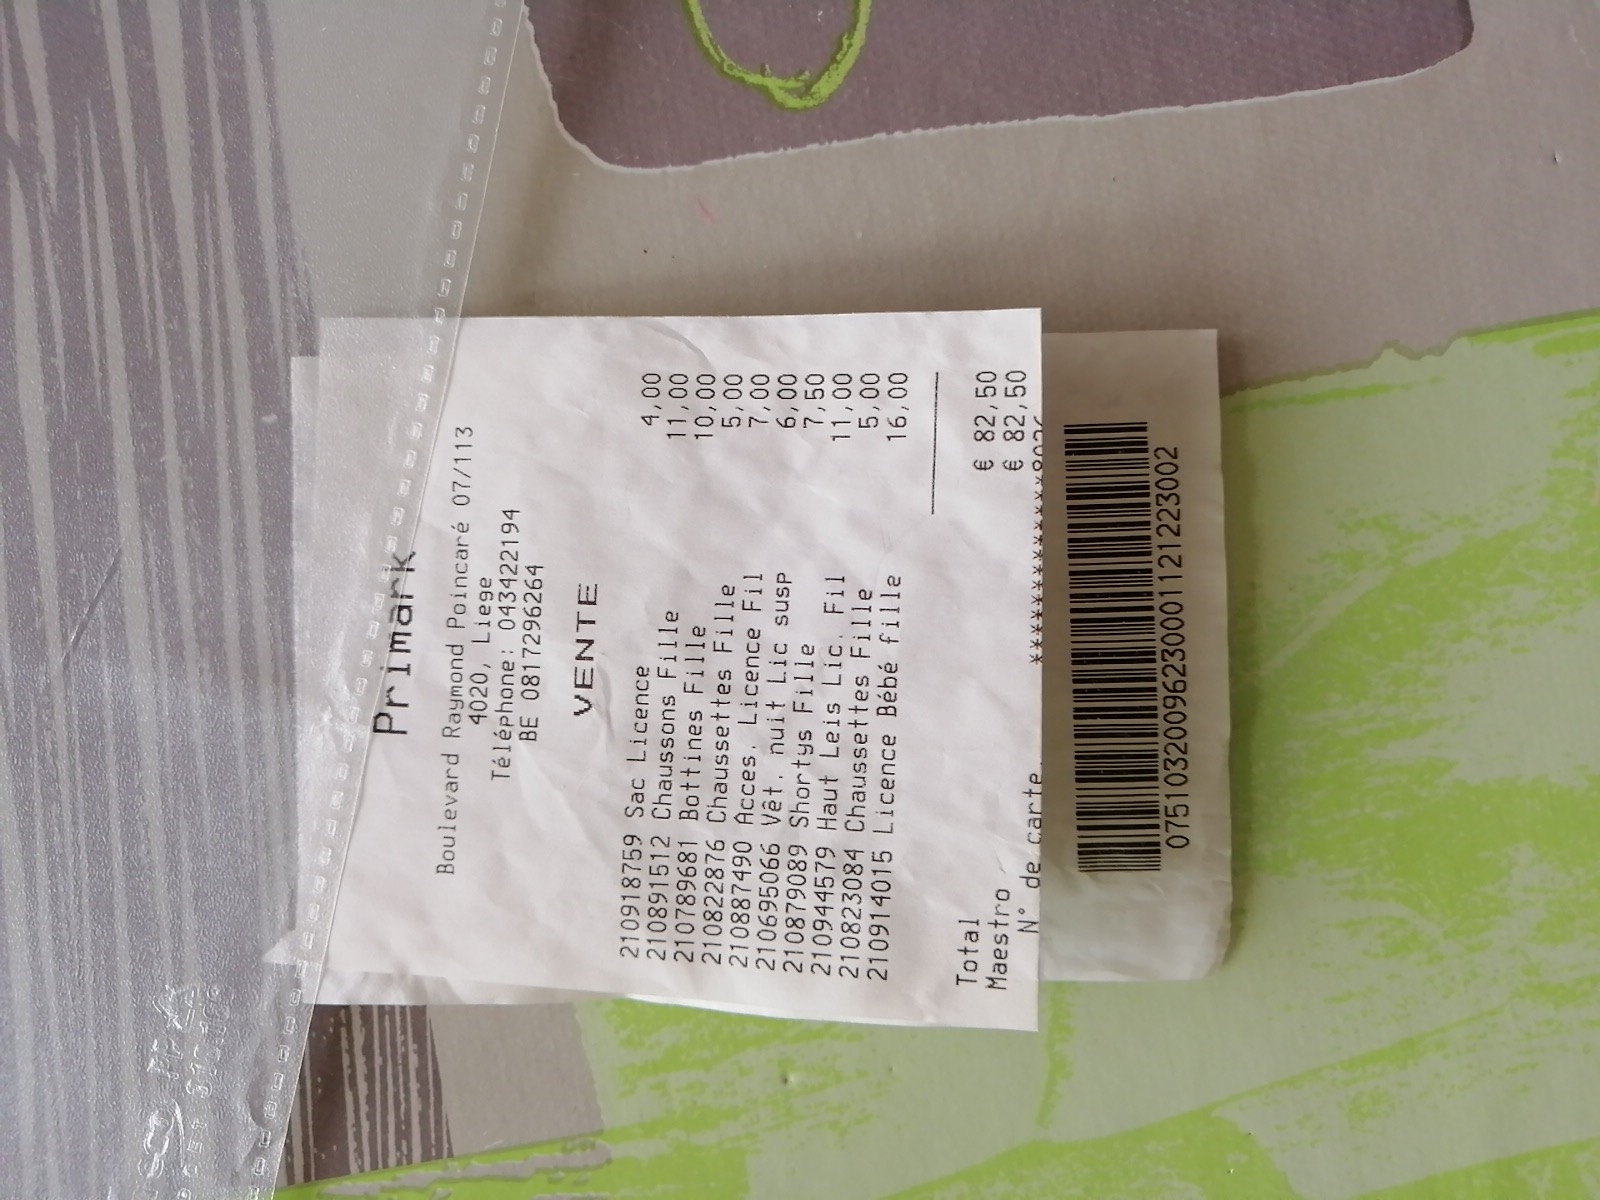 Primark
Boulevard Raymond Poincaré 07/113
4020, Liege
Téléphone: 043422194
BE 0817296264
VENTE
210918759 Sac Licence 4,00
210891512 Chaussons Fille 11,00
210789681 Bottines Fille 10,00
210822876 Chaussettes Fille 5,00
210887490 Acces. Licence Fil 7,00
210695066 Vêt. nuit Lic susp 6,00
210879089 Shortys Fille 7,50
210944579 Haut Leis Lic. Fil 11,00
210823084 Chaussettes Fille 5,00
210914015 Licence Bébé fille 16,00
Total € 82,50
Maestro € 82,50
N° de carte
07510320096230001121223002